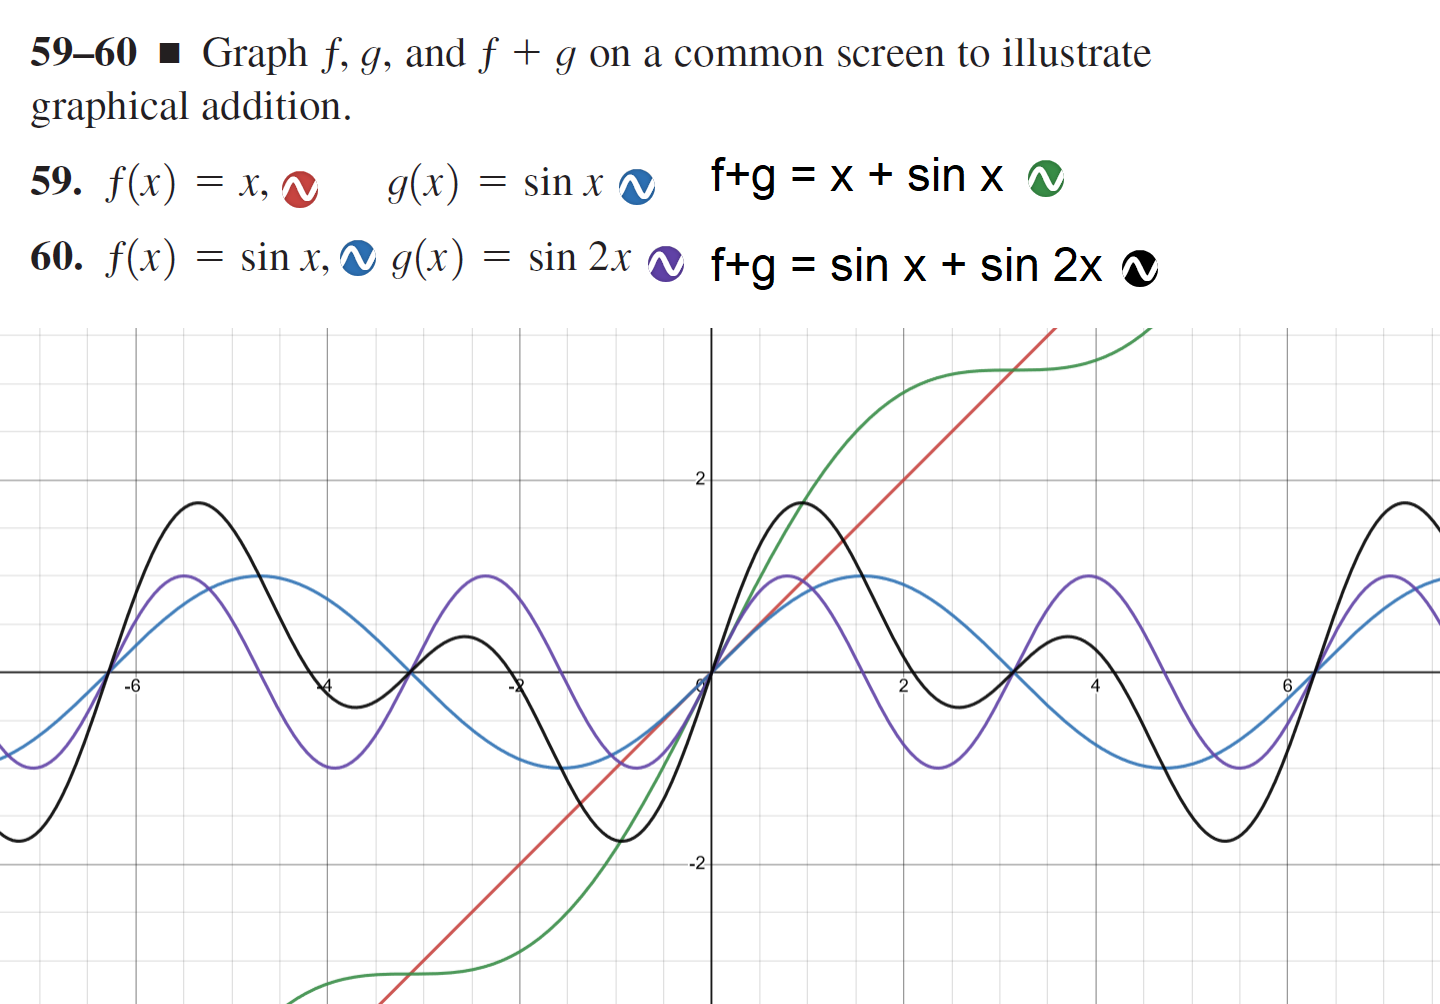 59–60 ■ Graph f, g, and f + g on a common screen to illustrate
graphical addition.
59. f(x) = x, g(x) = sin x f+g = x + sin x
60. f(x) = sin x, g(x) = sin 2x f+g = sin x + sin 2x
2
-6 -4 -2 0 2 4 6
-2